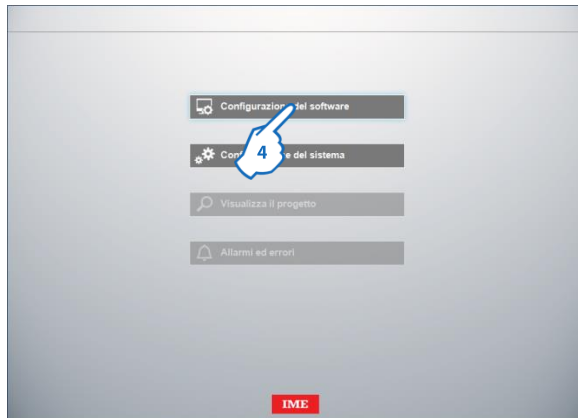 Configurazione del software
4
Con e del sistema
Visualizza il progetto
Allarmi ed errori
IME